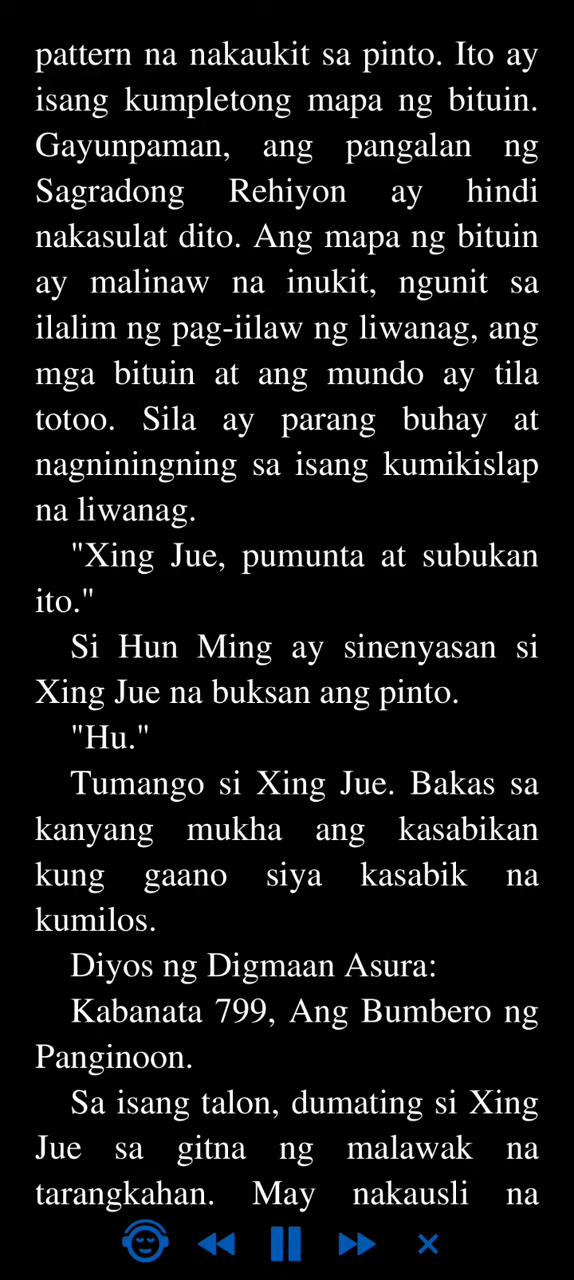 pattern na nakaukit sa pinto. Ito ay
isang kumpletong mapa ng bituin.
Gayunpaman, ang pangalan ng
Sagradong Rehiyon ay hindi
nakasulat dito. Ang mapa ng bituin
ay malinaw na inukit, ngunit sa
ilalim ng pag-iilaw ng liwanag, ang
mga bituin at ang mundo ay tila
totoo. Sila ay parang buhay at
nagniningning sa isang kumikislap
na liwanag.
"Xing Jue, pumunta at subukan
ito."
Si Hun Ming ay sinenyasan si
Xing Jue na buksan ang pinto.
"Hu."
Tumango si Xing Jue. Bakas sa
kanyang mukha ang kasabikan
kung gaano siya kasabik na
kumilos.
Diyos ng Digmaan Asura:
Kabanata 799, Ang Bumbero ng
Panginoon.
Sa isang talon, dumating si Xing
Jue sa gitna ng malawak na
tarangkahan. May nakausli na